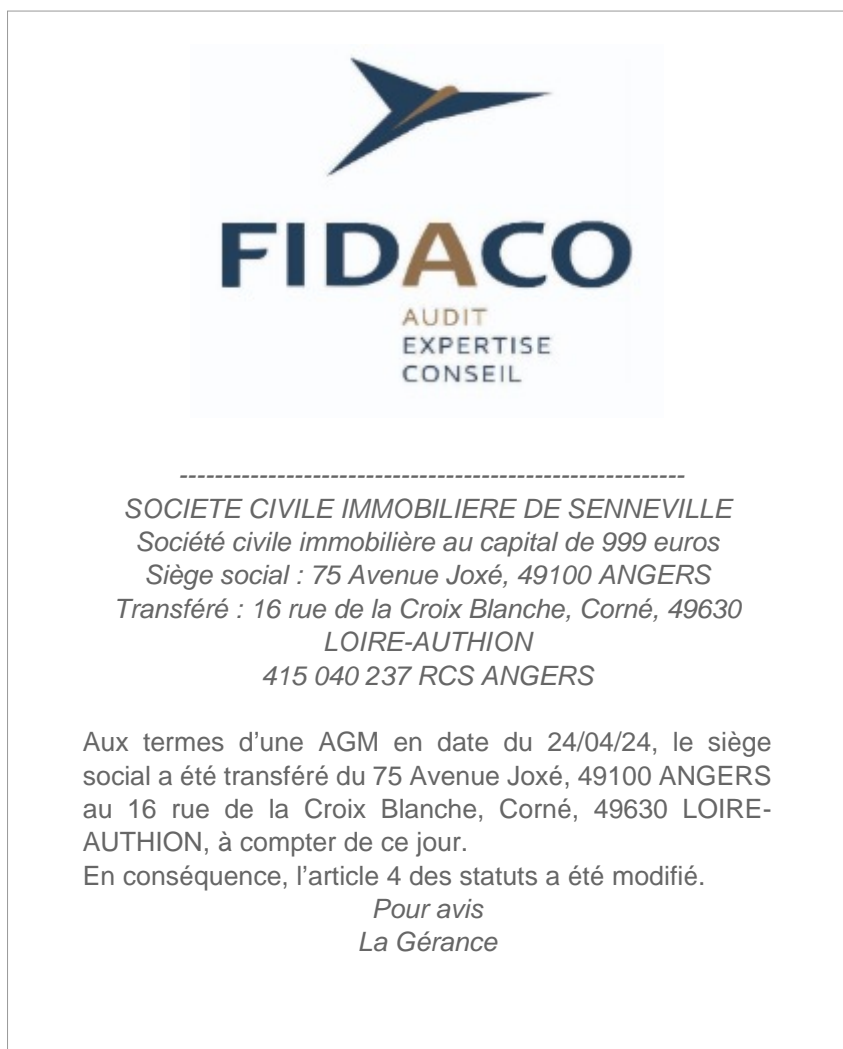 FIDACO
AUDIT
EXPERTISE
CONSEIL
---------------------------------------------------------
SOCIETE CIVILE IMMOBILIERE DE SENNEVILLE
Société civile immobilière au capital de 999 euros
Siège social : 75 Avenue Joxé, 49100 ANGERS
Transféré : 16 rue de la Croix Blanche, Corné, 49630
LOIRE-AUTHION
415 040 237 RCS ANGERS
Aux termes d’une AGM en date du 24/04/24, le siège
social a été transféré du 75 Avenue Joxé, 49100 ANGERS
au 16 rue de la Croix Blanche, Corné, 49630 LOIRE-
AUTHION, à compter de ce jour.
En conséquence, l’article 4 des statuts a été modifié.
Pour avis
La Gérance